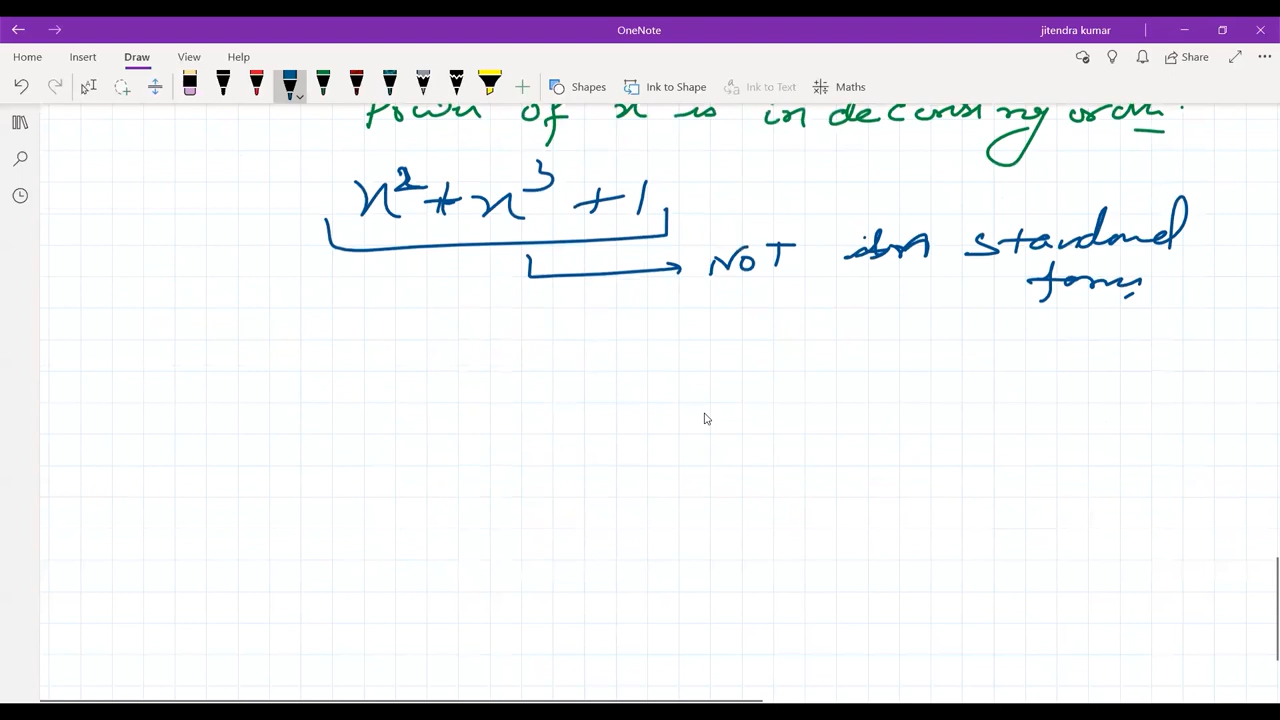 OneNote
jitendra kumar
Home Insert Draw View Help
Share
Shapes Ink to Shape Ink to Text Maths
Power of x is in decreasing order.
x² + x³ + 1
NOT in standard
form